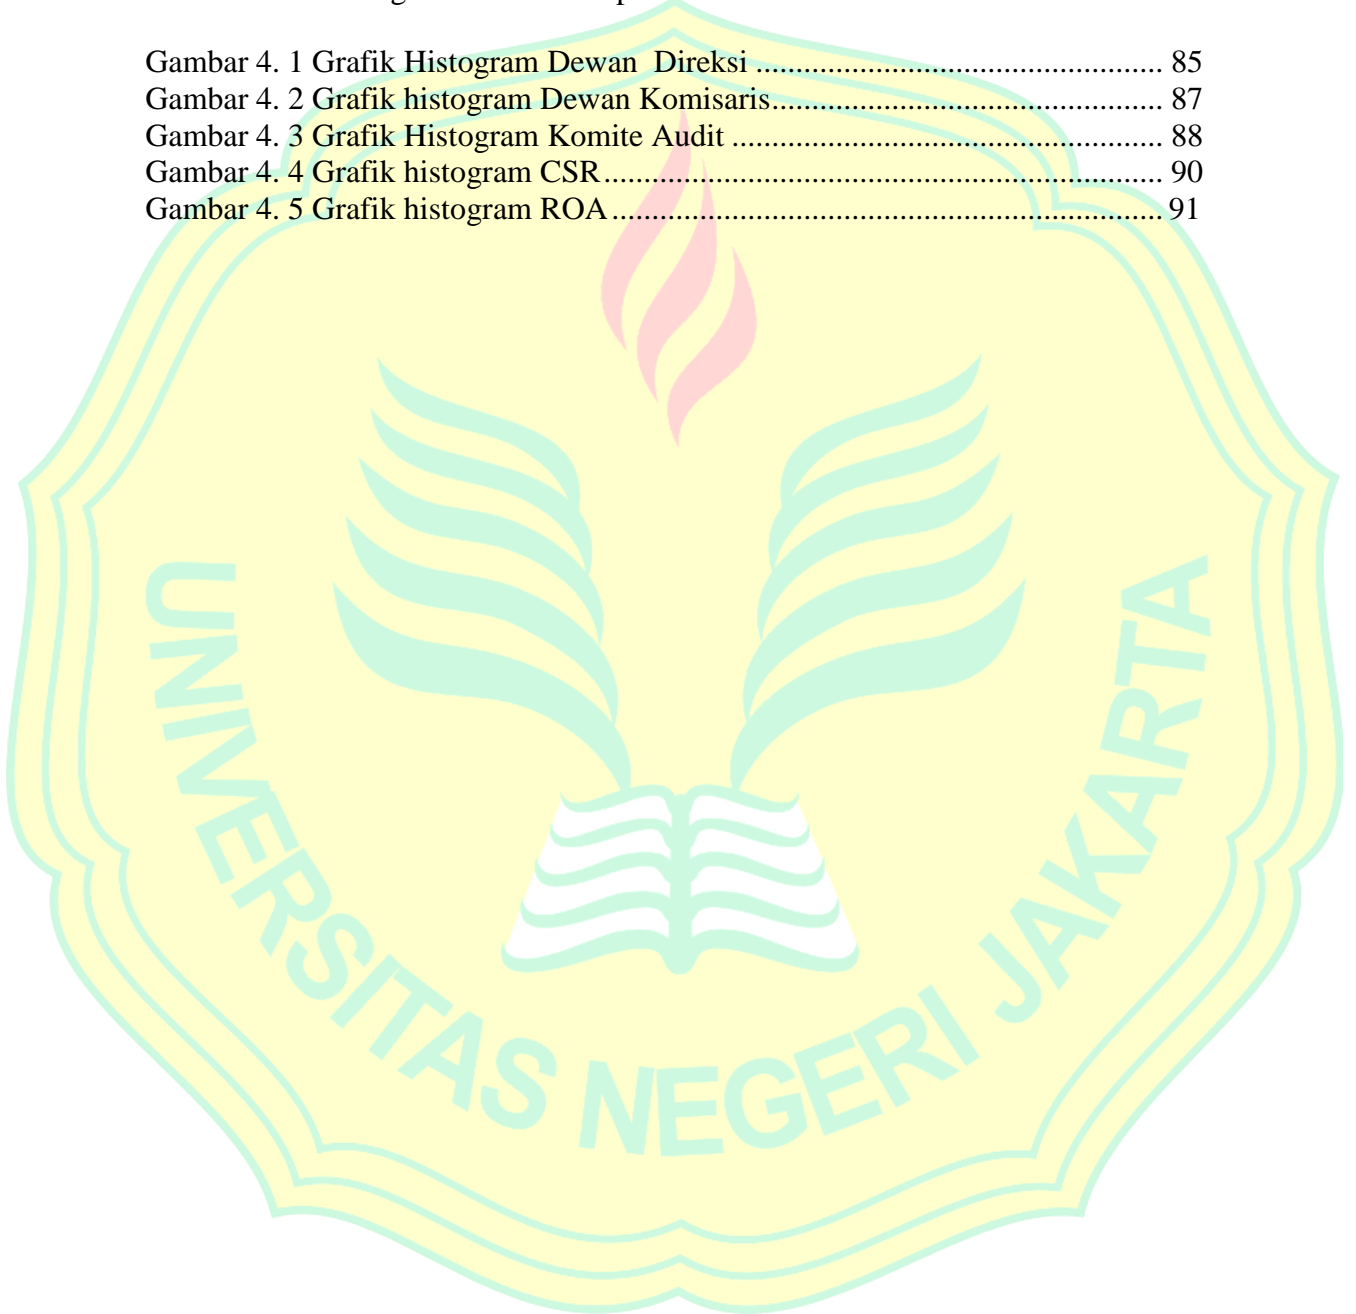 Gambar 4. 1 Grafik Histogram Dewan  Direksi ................................................... 85
Gambar 4. 2 Grafik histogram Dewan Komisaris................................................. 87
Gambar 4. 3 Grafik Histogram Komite Audit ...................................................... 88
Gambar 4. 4 Grafik histogram CSR...................................................................... 90
Gambar 4. 5 Grafik histogram ROA..................................................................... 91
UNIVERSITAS NEGERI JAKARTA